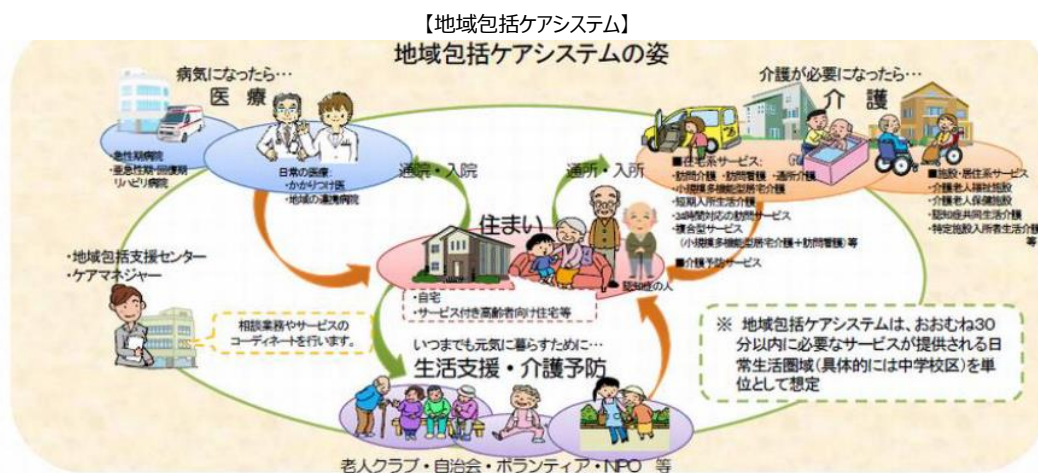 【地域包括ケアシステム】
地域包括ケアシステムの姿
病気になったら…
医 療
・急性期病院
・亜急性期・回復期
リハビリ病院
日常の医療：
・かかりつけ医
・地域の連携病院
通院・入院
通所・入所
介護が必要になったら…
介 護
■在宅系サービス：
・訪問介護 ・訪問看護 ・通所介護
・小規模多機能型居宅介護
・短期入所生活介護
・24時間対応の訪問サービス
・複合型サービス
（小規模多機能型居宅介護＋訪問看護）等
■介護予防サービス
■施設・居住系サービス
・介護老人福祉施設
・介護老人保健施設
・認知症共同生活介護
・特定施設入所者生活介護
等
住まい
認知症の人
・自宅
・サービス付き高齢者向け住宅等
・地域包括支援センター
・ケアマネジャー
相談業務やサービスの
コーディネートを行います。
いつまでも元気に暮らすために…
生活支援・介護予防
老人クラブ・自治会・ボランティア・NPO 等
※ 地域包括ケアシステムは、おおむね30
分以内に必要なサービスが提供される日
常生活圏域（具体的には中学校区）を単
位として想定